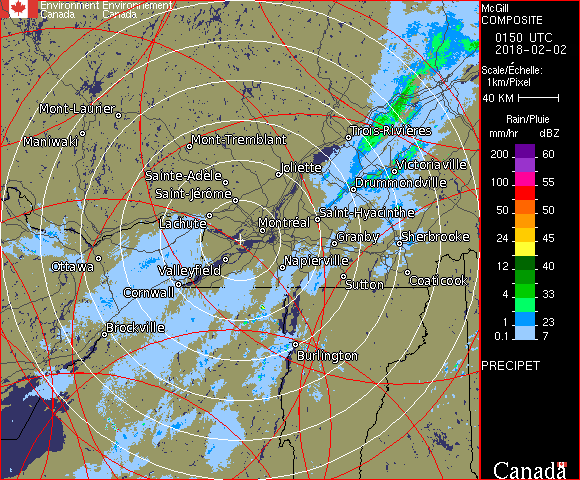 Environment Environnement
Canada Canada
Mont-Laurier
Maniwaki
Mont-Tremblant
Trois-Rivières
Joliette
Victoriaville
Sainte-Adèle
Drummondville
Saint-Jérôme
Saint-Hyacinthe
Lachute
Montréal
Granby
Sherbrooke
Ottawa
Valleyfield
Napierville
Cornwall
Sutton
Coaticook
Brockville
Burlington
McGill
COMPOSITE
0150 UTC
2018-02-02
Scale/Échelle:
1km/Pixel
40 KM
Rain/Pluie
mm/hr dBZ
200 60
100 55
50 50
24 45
12 40
4 33
1 23
0.1 7
PRECIPET
Canada